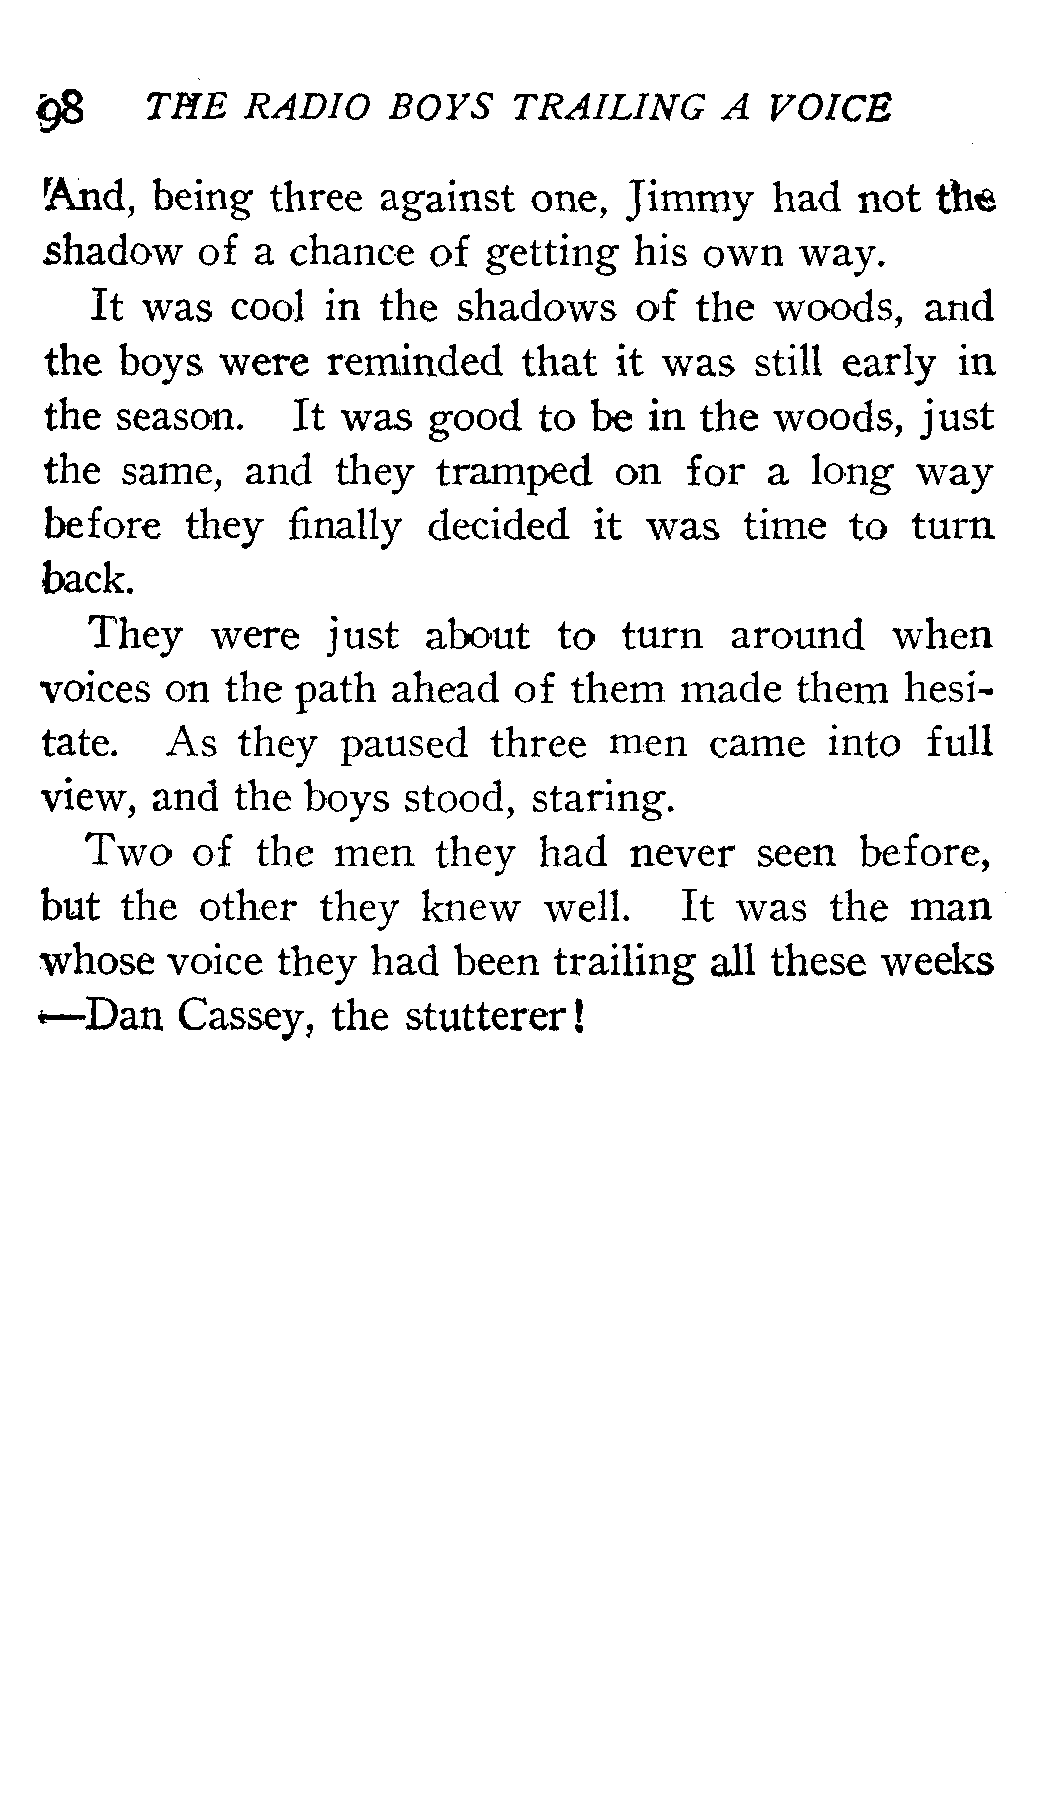 98 THE RADIO BOYS TRAILING A VOICE
And, being three against one, Jimmy had not the
shadow of a chance of getting his own way.
It was cool in the shadows of the woods, and
the boys were reminded that it was still early in
the season. It was good to be in the woods, just
the same, and they tramped on for a long way
before they finally decided it was time to turn
back.
They were just about to turn around when
voices on the path ahead of them made them hesi-
tate. As they paused three men came into full
view, and the boys stood, staring.
Two of the men they had never seen before,
but the other they knew well. It was the man
whose voice they had been trailing all these weeks
—Dan Cassey, the stutterer!